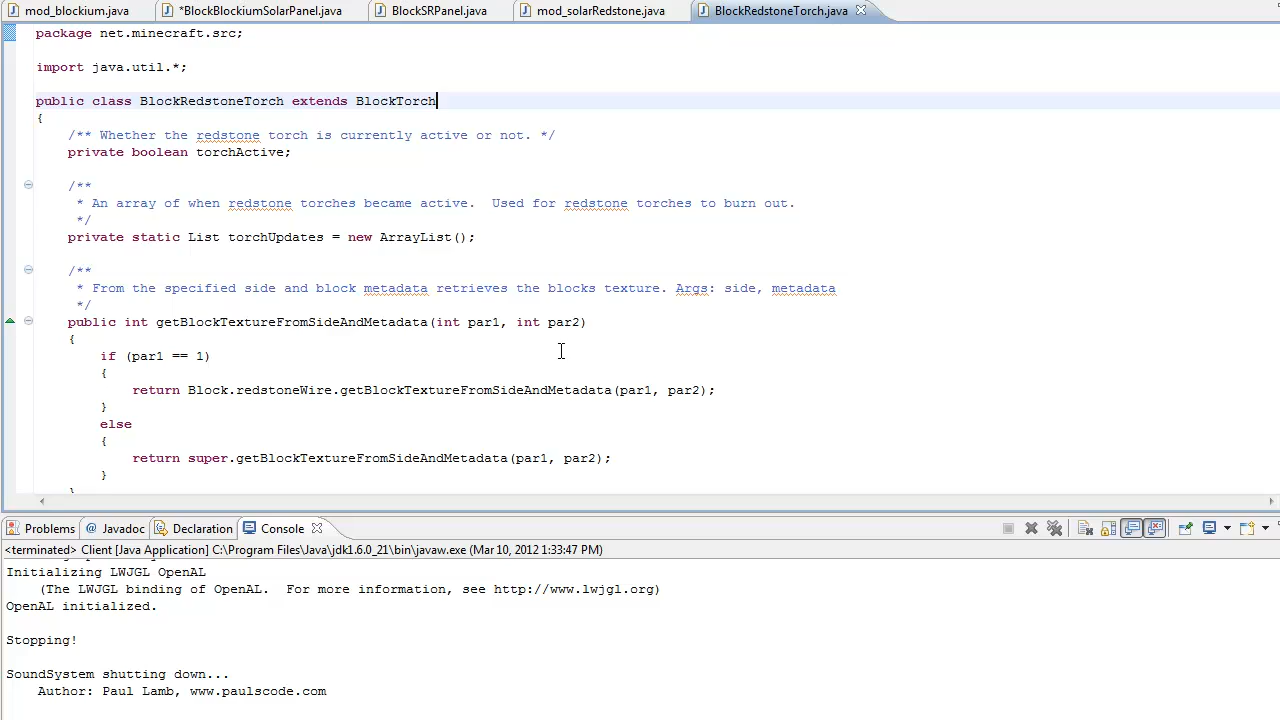 mod_blockium.java *BlockBlockiumSolarPanel.java BlockSRPanel.java mod_solarRedstone.java BlockRedstoneTorch.java
package net.minecraft.src;
import java.util.*;
public class BlockRedstoneTorch extends BlockTorch
{
/** Whether the redstone torch is currently active or not. */
private boolean torchActive;
/**
* An array of when redstone torches became active.  Used for redstone torches to burn out.
*/
private static List torchUpdates = new ArrayList();
/**
* From the specified side and block metadata retrieves the blocks texture. Args: side, metadata
*/
public int getBlockTextureFromSideAndMetadata(int par1, int par2)
{
if (par1 == 1)
{
return Block.redstoneWire.getBlockTextureFromSideAndMetadata(par1, par2);
}
else
{
return super.getBlockTextureFromSideAndMetadata(par1, par2);
}
Problems @ Javadoc Declaration Console
<terminated> Client [Java Application] C:\Program Files\Java\jdk1.6.0_21\bin\javaw.exe (Mar 10, 2012 1:33:47 PM)
Initializing LWJGL OpenAL
(The LWJGL binding of OpenAL.  For more information, see http://www.lwjgl.org)
OpenAL initialized.
Stopping!
SoundSystem shutting down...
Author: Paul Lamb, www.paulscode.com